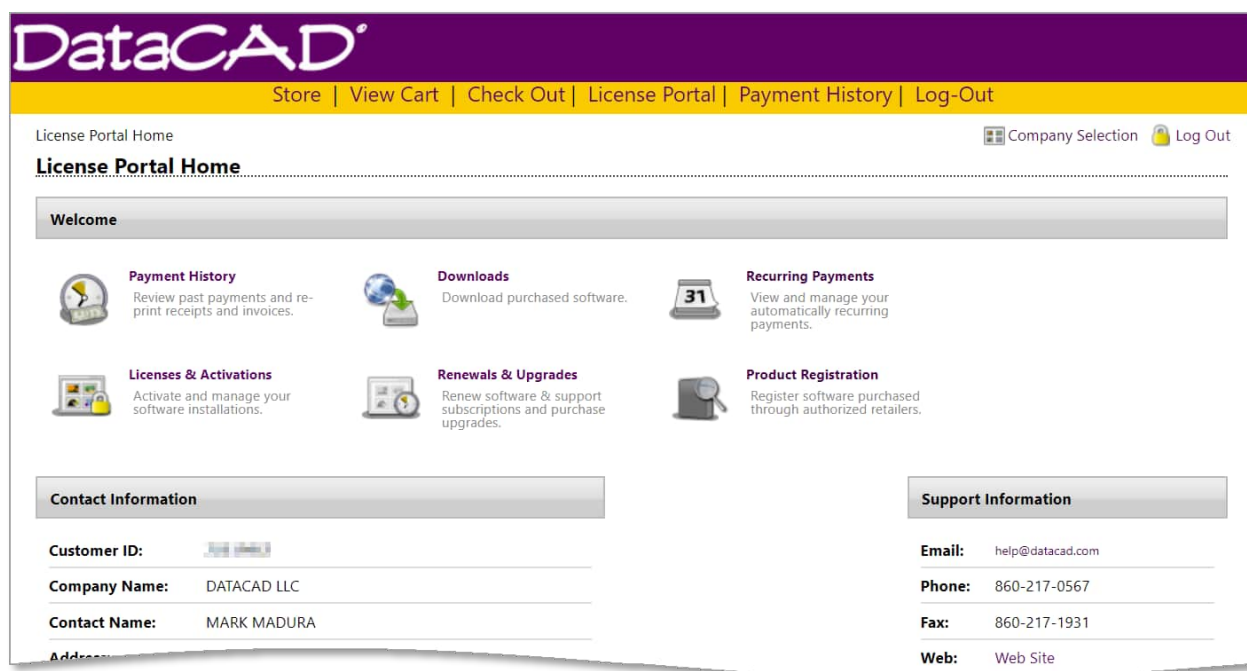 DataCAD
Store | View Cart | Check Out | License Portal | Payment History | Log-Out
License Portal Home
Company Selection
Log Out
License Portal Home
Welcome
Payment History
Review past payments and re-
print receipts and invoices.
Downloads
Download purchased software.
31
Recurring Payments
View and manage your
automatically recurring
payments.
Licenses & Activations
Activate and manage your
software installations.
Renewals & Upgrades
Renew software & support
subscriptions and purchase
upgrades.
Product Registration
Register software purchased
through authorized retailers.
Contact Information
Customer ID:
Company Name: DATACAD LLC
Contact Name: MARK MADURA
Support Information
Email: help@datacad.com
Phone: 860-217-0567
Fax: 860-217-1931
Web: Web Site